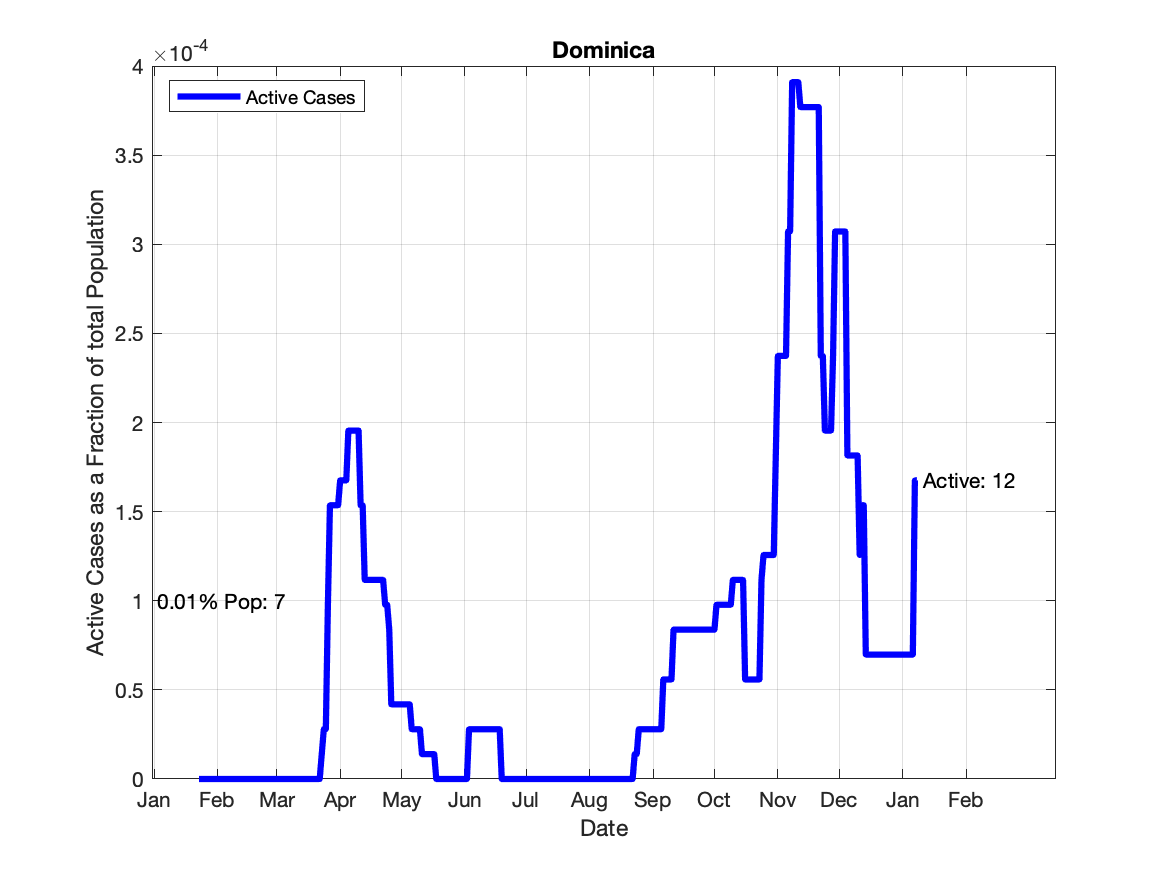 Dominica
×10⁻⁴
Active Cases
4
3.5
3
2.5
2
1.5
1
0.5
0
Active Cases as a Fraction of total Population
0.01% Pop: 7
Active: 12
Jan Feb Mar Apr May Jun Jul Aug Sep Oct Nov Dec Jan Feb
Date